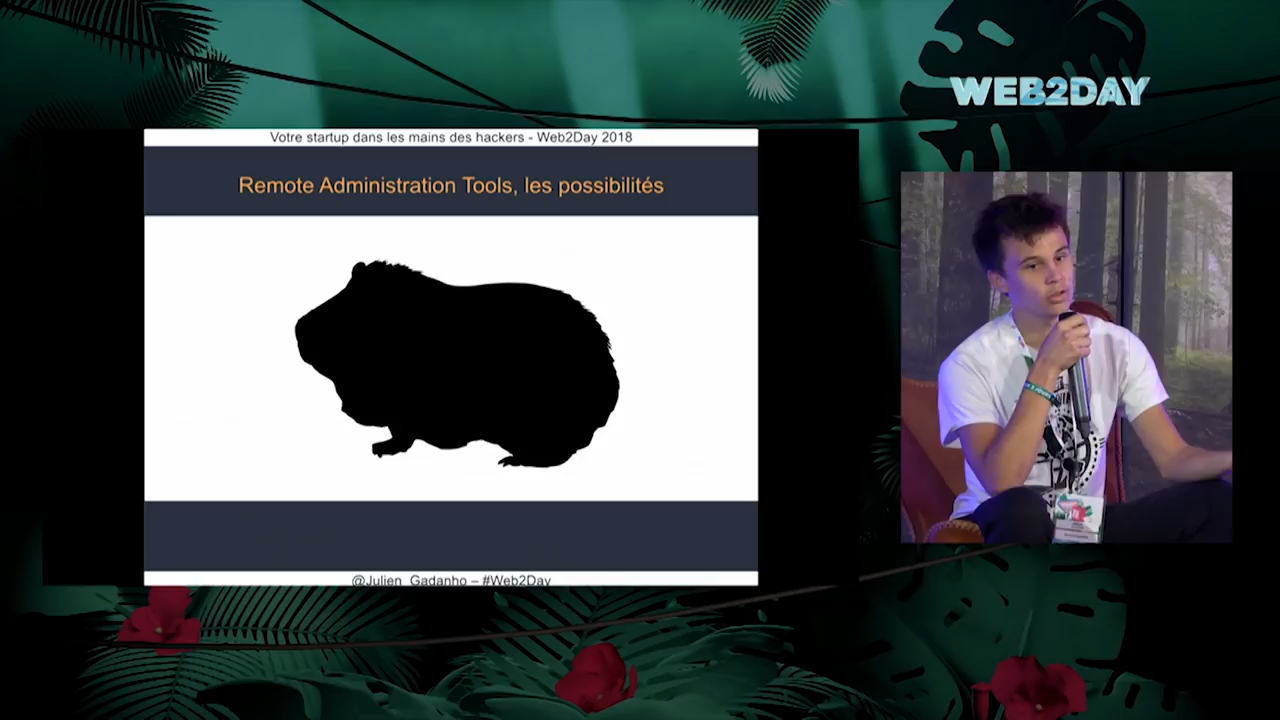 WEB2DAY
Votre startup dans les mains des hackers - Web2Day 2018
Remote Administration Tools, les possibilités
@Julien_Gadanho – #Web2Day